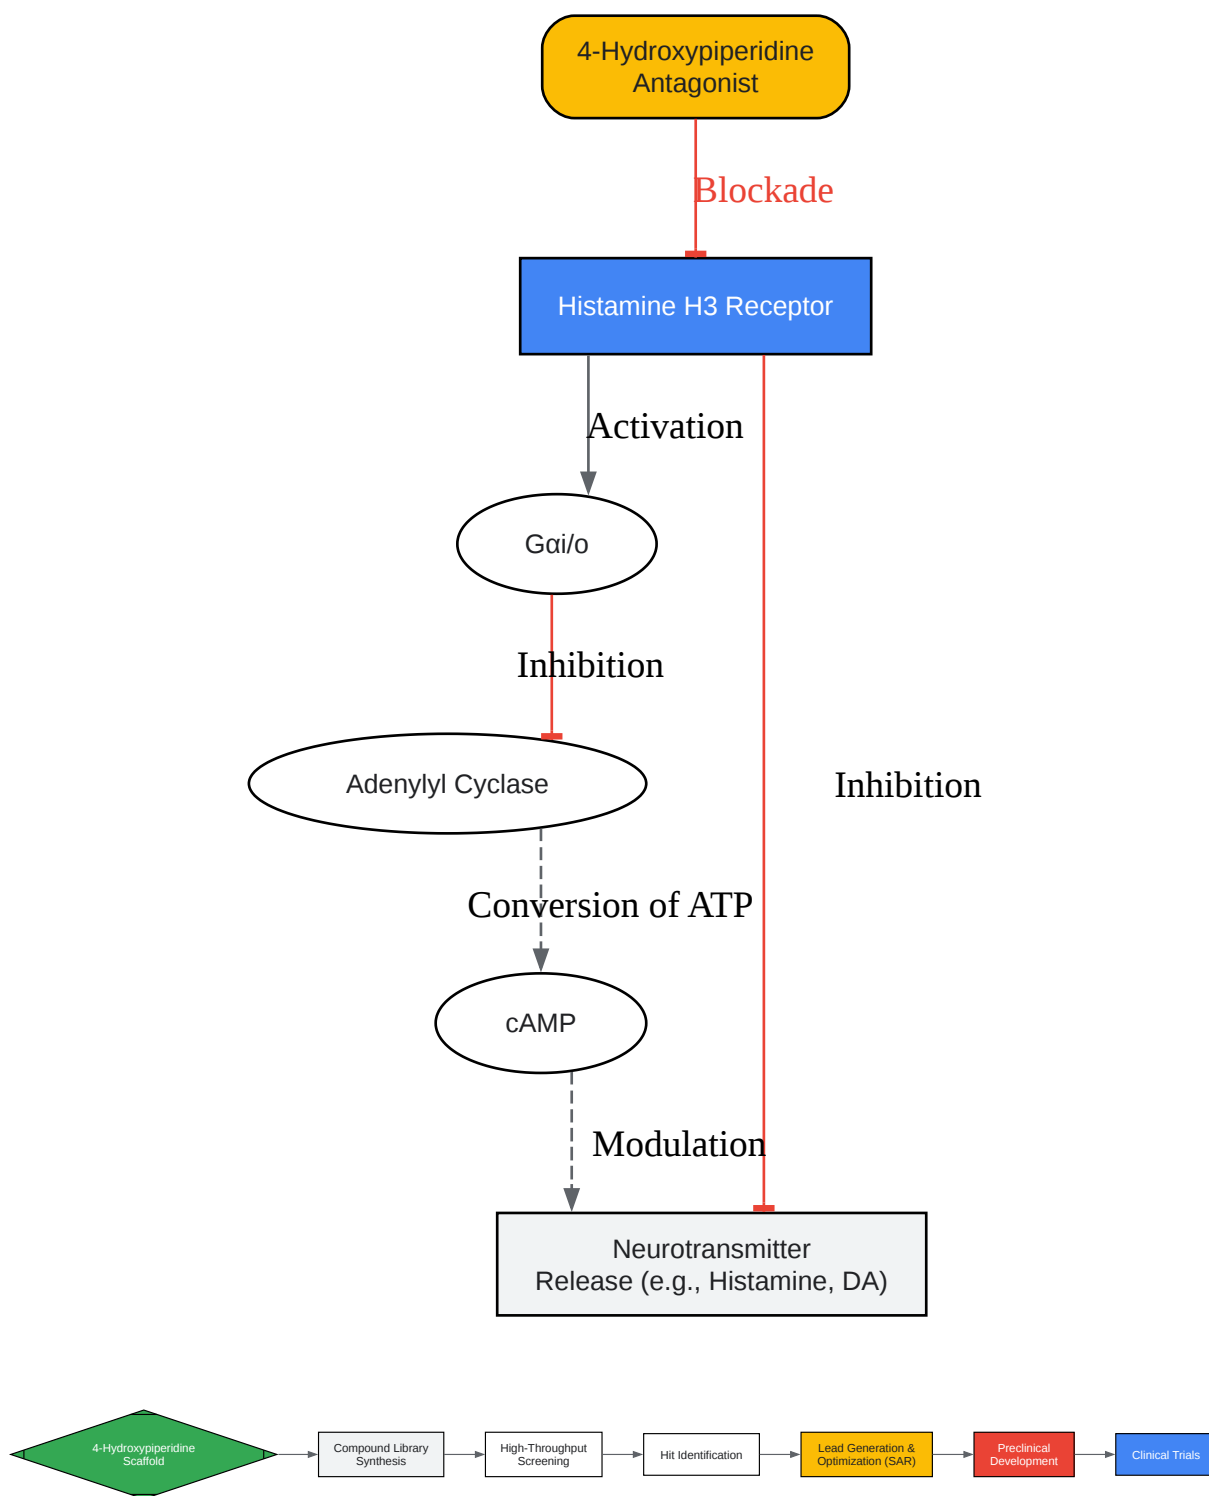 4-Hydroxypiperidine
Antagonist
Blockade
Histamine H3 Receptor
Activation
Gαi/o
Inhibition
Adenylyl Cyclase
Inhibition
Conversion of ATP
cAMP
Modulation
Neurotransmitter
Release (e.g., Histamine, DA)
4-Hydroxypiperidine
Scaffold
Compound Library
Synthesis
High-Throughput
Screening
Hit Identification
Lead Generation &
Optimization (SAR)
Preclinical
Development
Clinical Trials